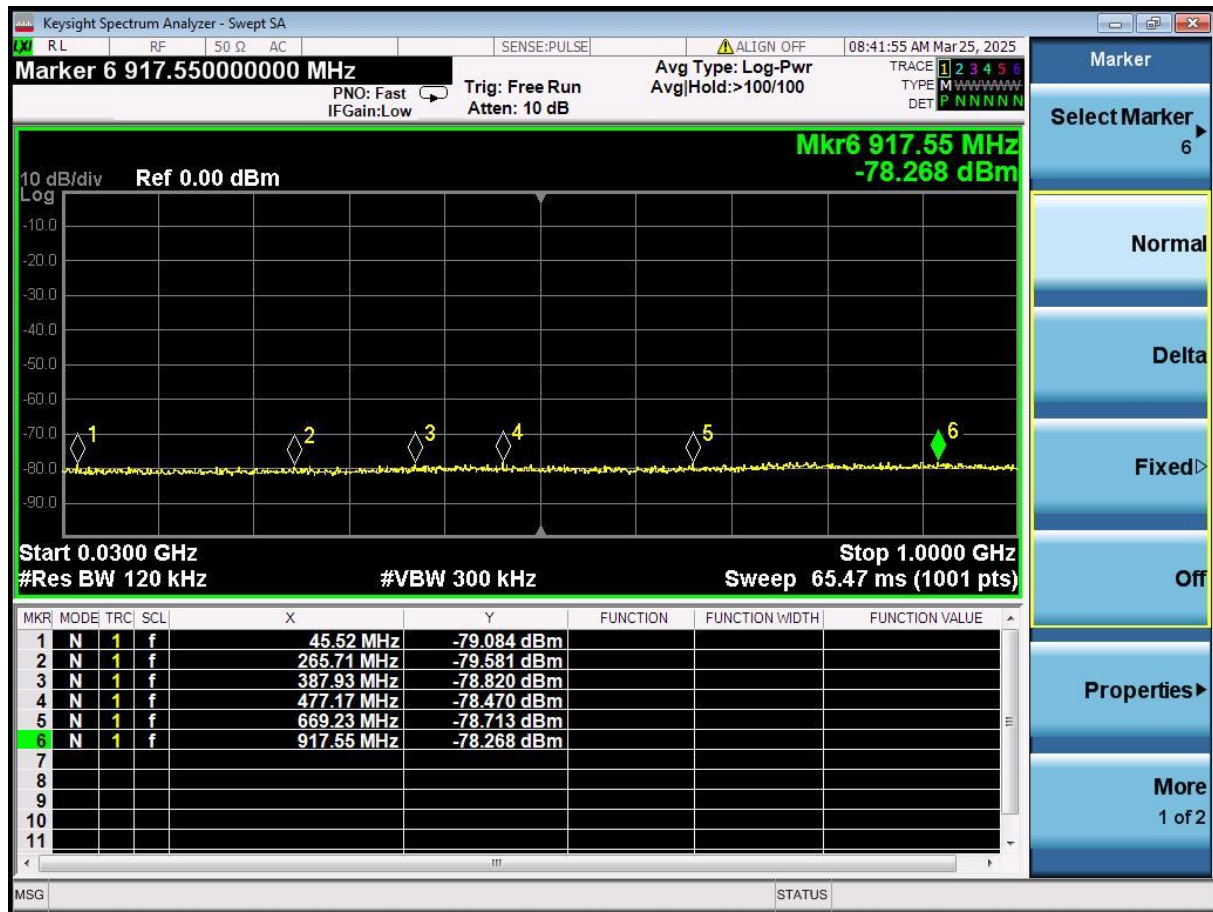 Keysight Spectrum Analyzer - Swept SA
LXI RL RF 50 Ω AC SENSE:PULSE ALIGN OFF 08:41:55 AM Mar 25, 2025
Marker 6 917.550000000 MHz
PNO: Fast IFGain:Low
Trig: Free Run
Atten: 10 dB
Avg Type: Log-Pwr
Avg|Hold:>100/100
TRACE 1 2 3 4 5 6
TYPE M WWWWW
DET P N N N N N
Mkr6 917.55 MHz
-78.268 dBm
10 dB/div Ref 0.00 dBm
Log
-10.0
-20.0
-30.0
-40.0
-50.0
-60.0
-70.0
-80.0
-90.0
1 2 3 4 5 6
Start 0.0300 GHz Stop 1.0000 GHz
#Res BW 120 kHz #VBW 300 kHz Sweep 65.47 ms (1001 pts)
MKR MODE TRC SCL X Y FUNCTION FUNCTION WIDTH FUNCTION VALUE
1 N 1 f 45.52 MHz -79.084 dBm
2 N 1 f 265.71 MHz -79.581 dBm
3 N 1 f 387.93 MHz -78.820 dBm
4 N 1 f 477.17 MHz -78.470 dBm
5 N 1 f 669.23 MHz -78.713 dBm
6 N 1 f 917.55 MHz -78.268 dBm
7
8
9
10
11
MSG STATUS
Marker
Select Marker
6
Normal
Delta
Fixed
Off
Properties
More
1 of 2